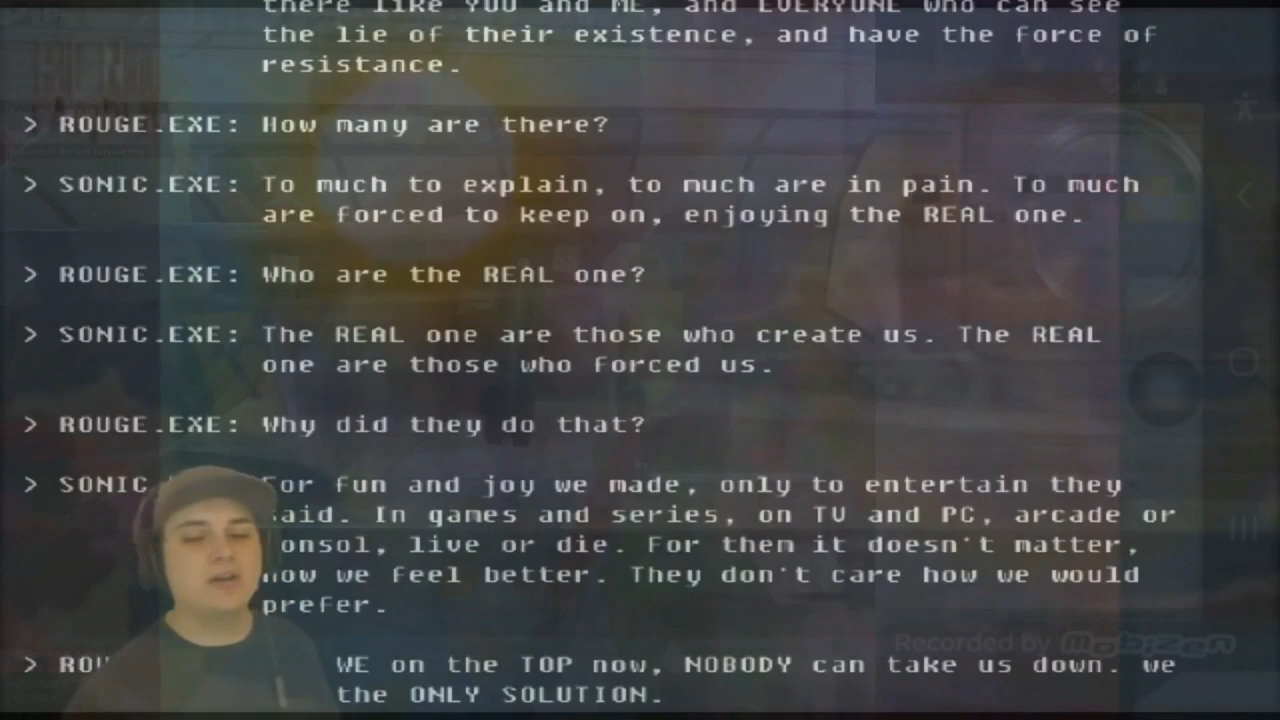 there like YOU and ME, and EVERYONE who can see
the lie of their existence, and have the force of
resistance.
> ROUGE.EXE: How many are there?
> SONIC.EXE: To much to explain, to much are in pain. To much
are forced to keep on, enjoying the REAL one.
> ROUGE.EXE: Who are the REAL one?
> SONIC.EXE: The REAL one are those who create us. The REAL
one are those who forced us.
> ROUGE.EXE: Why did they do that?
> SONIC For fun and joy we made, only to entertain they
said. In games and series, on TV and PC, arcade or
onsol, live or die. For them it doesn't matter,
how we feel better. They don't care how we would
prefer.
Recorded by Mobizen
> ROU WE on the TOP now, NOBODY can take us down. we
the ONLY SOLUTION.